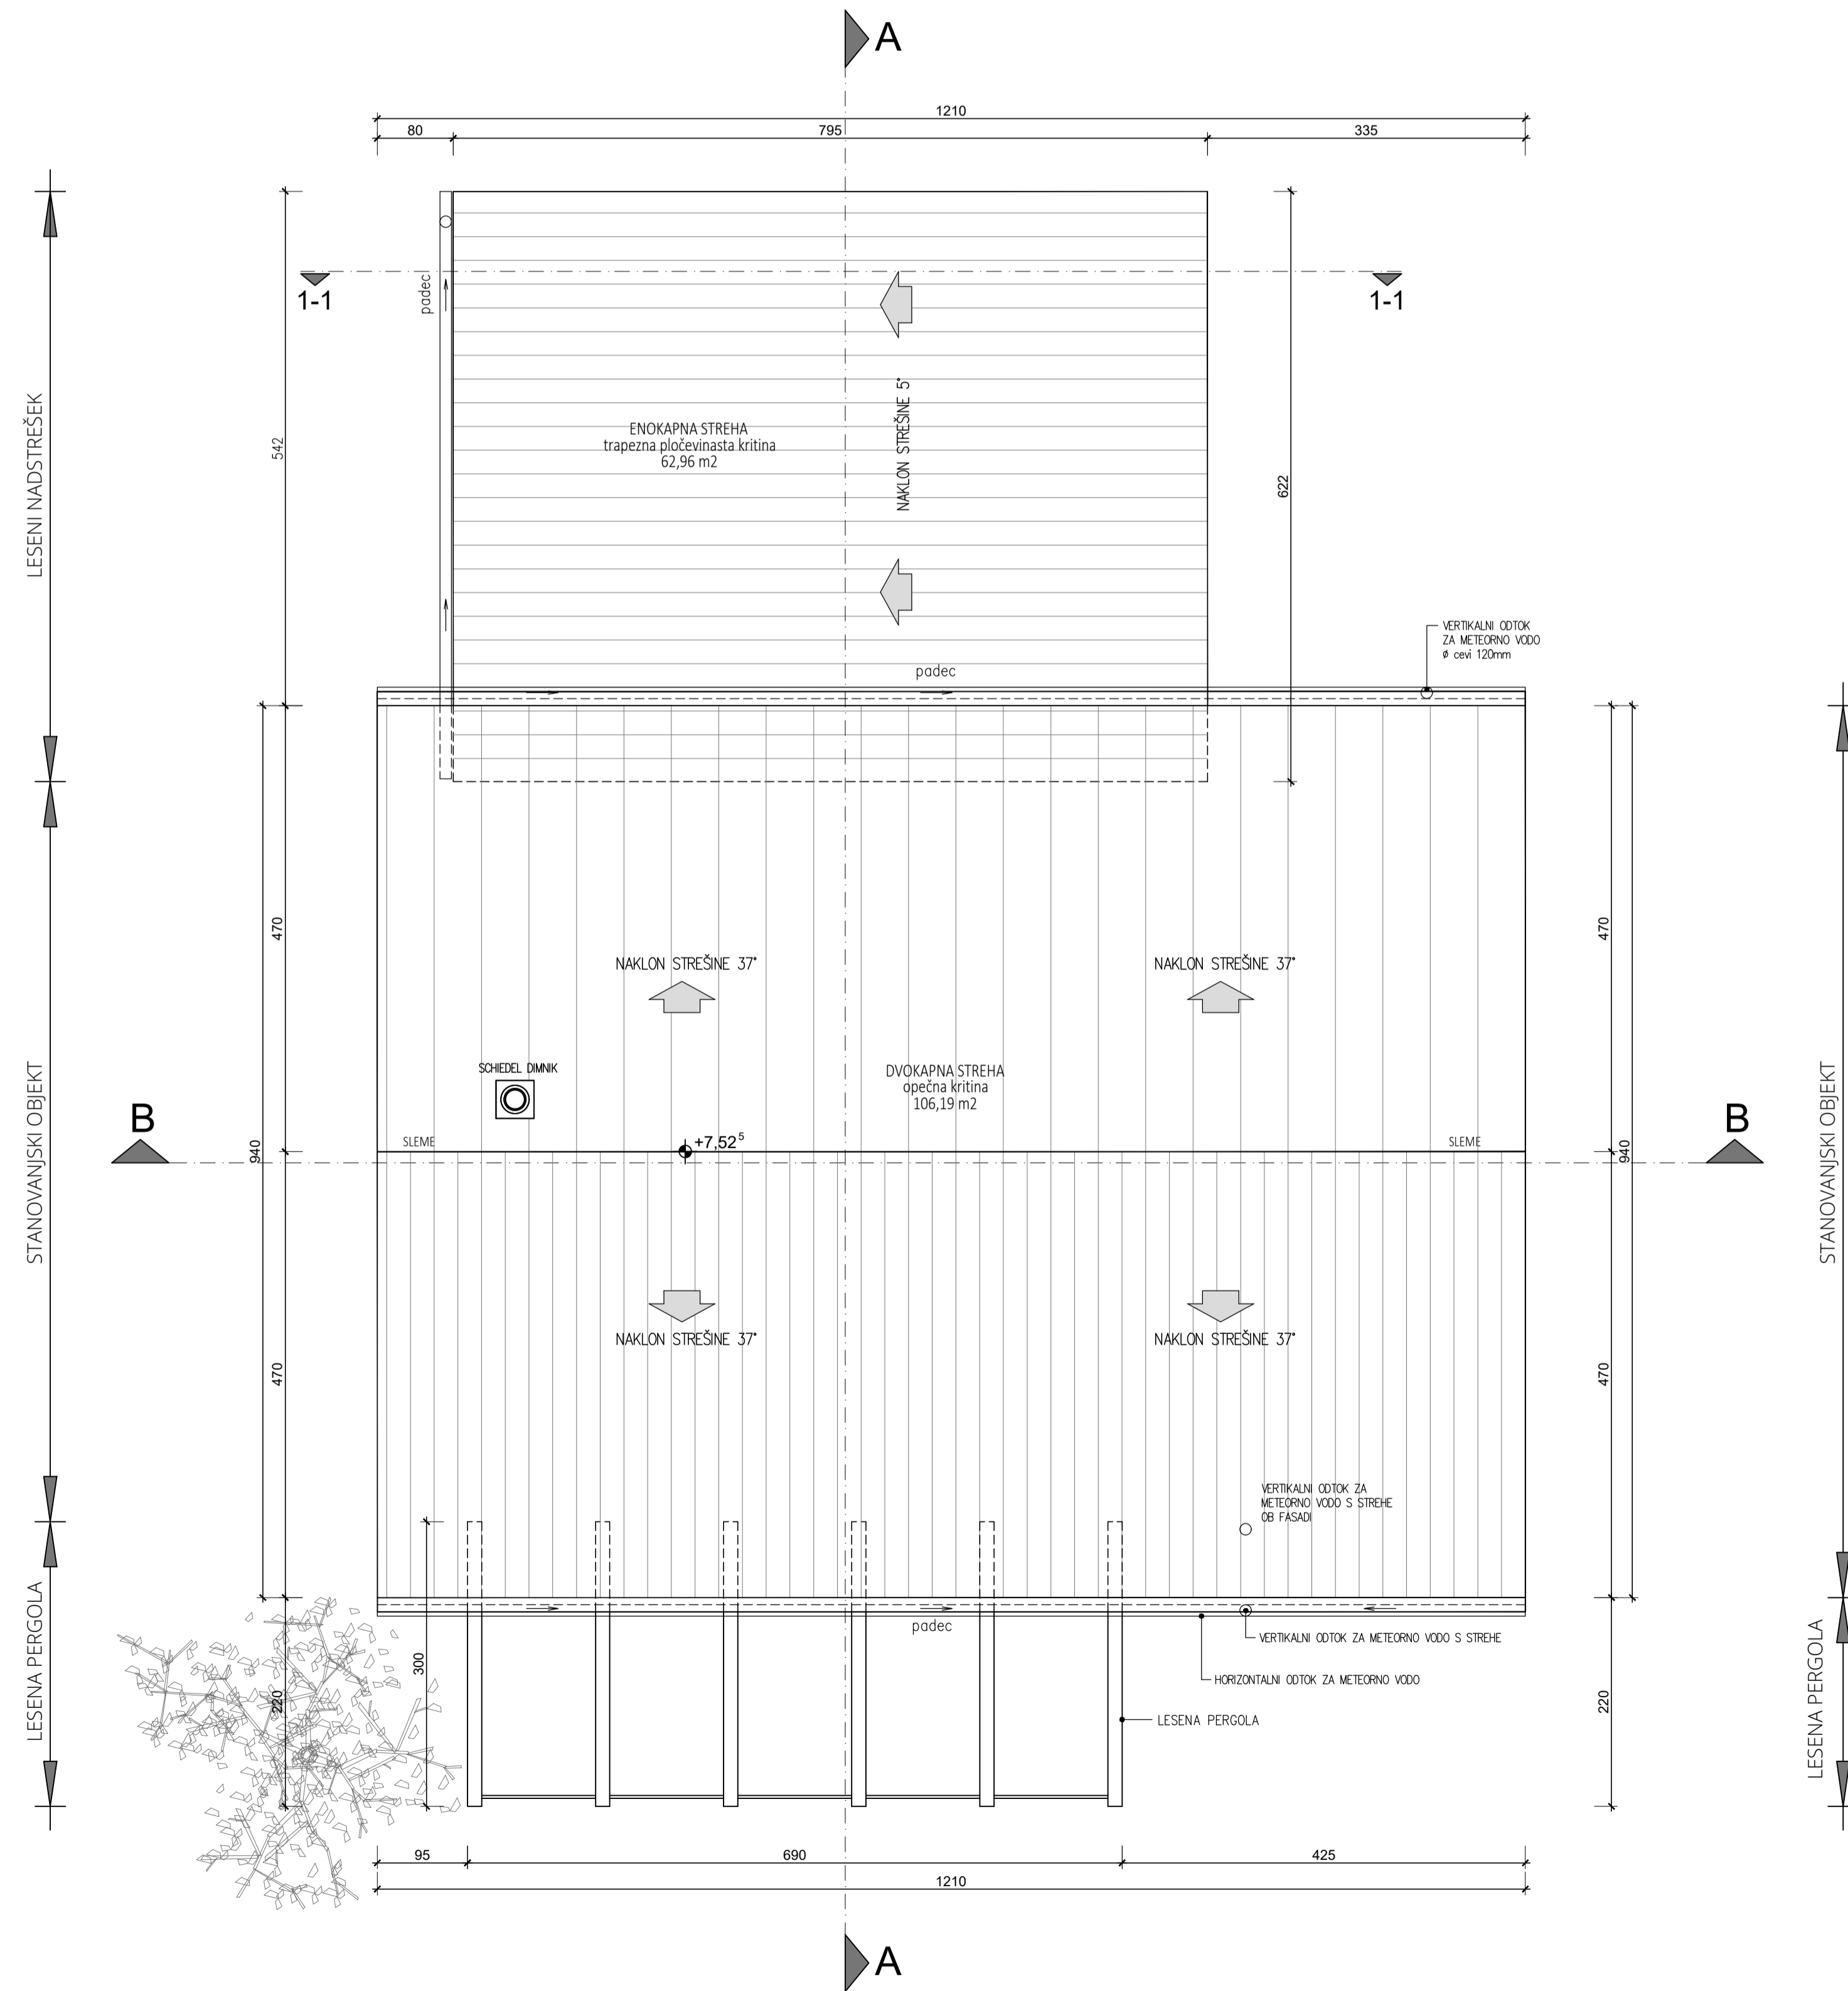 A
1210
80
795
335
1-1
1-1
padec
LESENI NADSTREŠEK
542
ENOKAPNA STREHA
trapezna pločevinasta kritina
62,96 m2
NAKLON STREŠINE 5°
622
VERTIKALNI ODTOK
ZA METEORNO VODO
Ø cevi 120mm
padec
470
470
NAKLON STREŠINE 37°
NAKLON STREŠINE 37°
SCHIEDEL DIMNIK
DVOKAPNA STREHA
opečna kritina
106,19 m2
STANOVANJSKI OBJEKT
STANOVANJSKI OBJEKT
B
B
940
SLEME
+7,52⁵
SLEME
940
NAKLON STREŠINE 37°
NAKLON STREŠINE 37°
470
470
VERTIKALNI ODTOK ZA
METEORNO VODO S STREHE
OB FASADI
padec
VERTIKALNI ODTOK ZA METEORNO VODO S STREHE
HORIZONTALNI ODTOK ZA METEORNO VODO
LESENA PERGOLA
LESENA PERGOLA
LESENA PERGOLA
300
220
220
95
690
425
1210
A